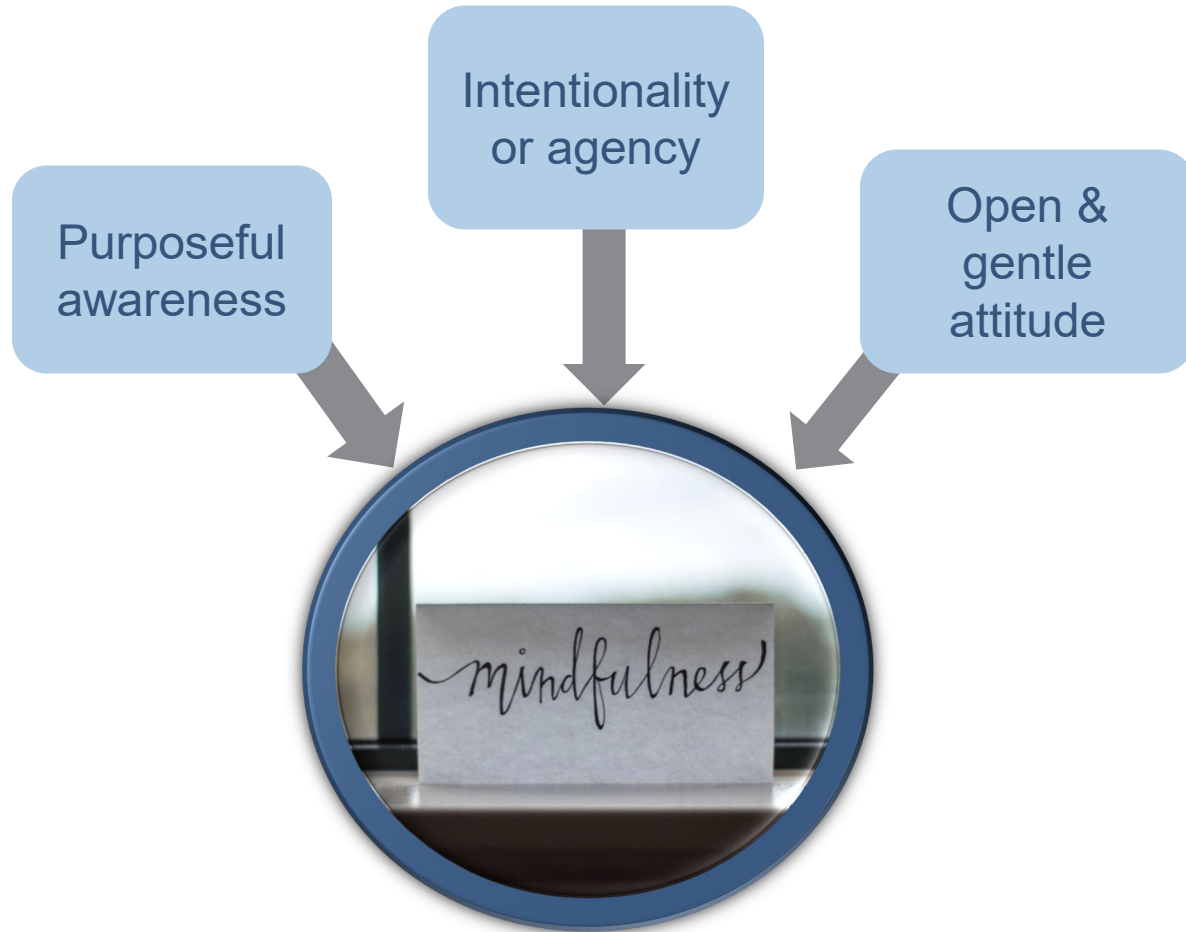 Intentionality
or agency
Purposeful
awareness
Open &
gentle
attitude
mindfulness